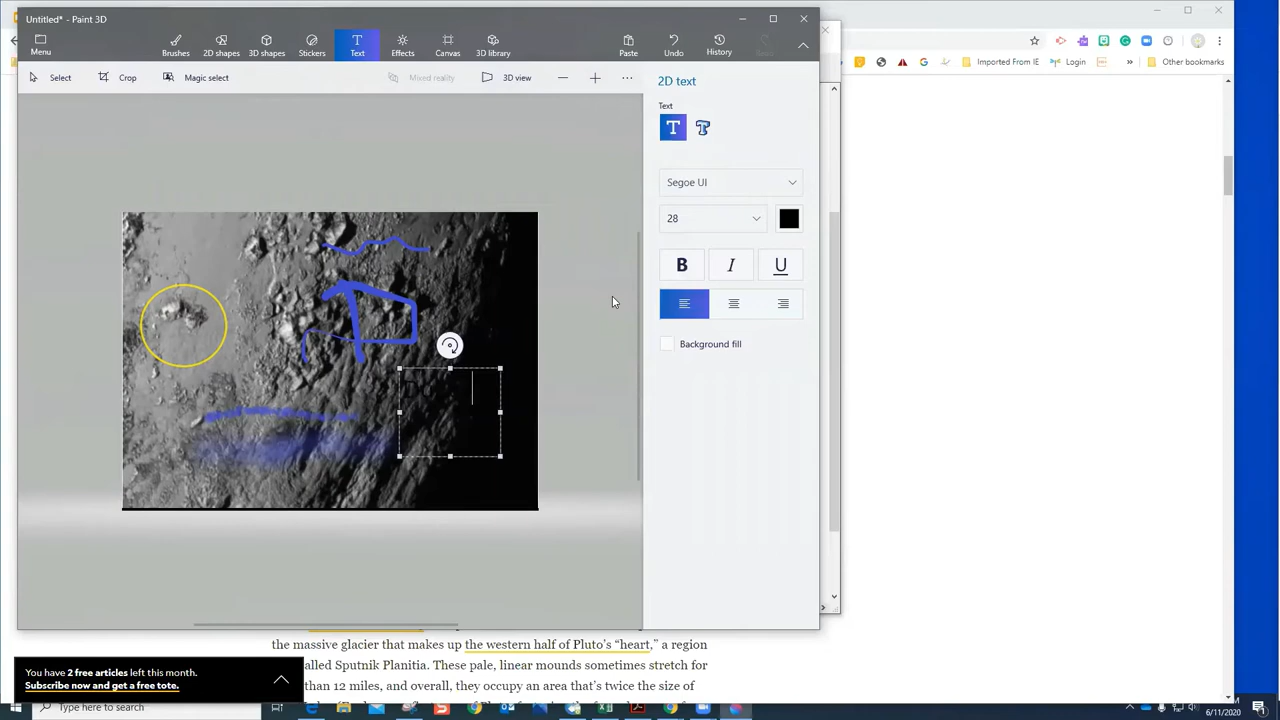 Untitled* - Paint 3D
Menu
Brushes
2D shapes
3D shapes
Stickers
Text
Effects
Canvas
3D library
Paste
Undo
History
Select
Crop
Magic select
Mixed reality
3D view
2D text
Text
Segoe UI
28
B
I
U
Background fill
Imported From IE
Login
Other bookmarks
the massive glacier that makes up the western half of Pluto's “heart,” a region
alled Sputnik Planitia. These pale, linear mounds sometimes stretch for
than 12 miles, and overall, they occupy an area that's twice the size of
You have 2 free articles left this month.
Subscribe now and get a free tote.
Type here to search
6/11/2020